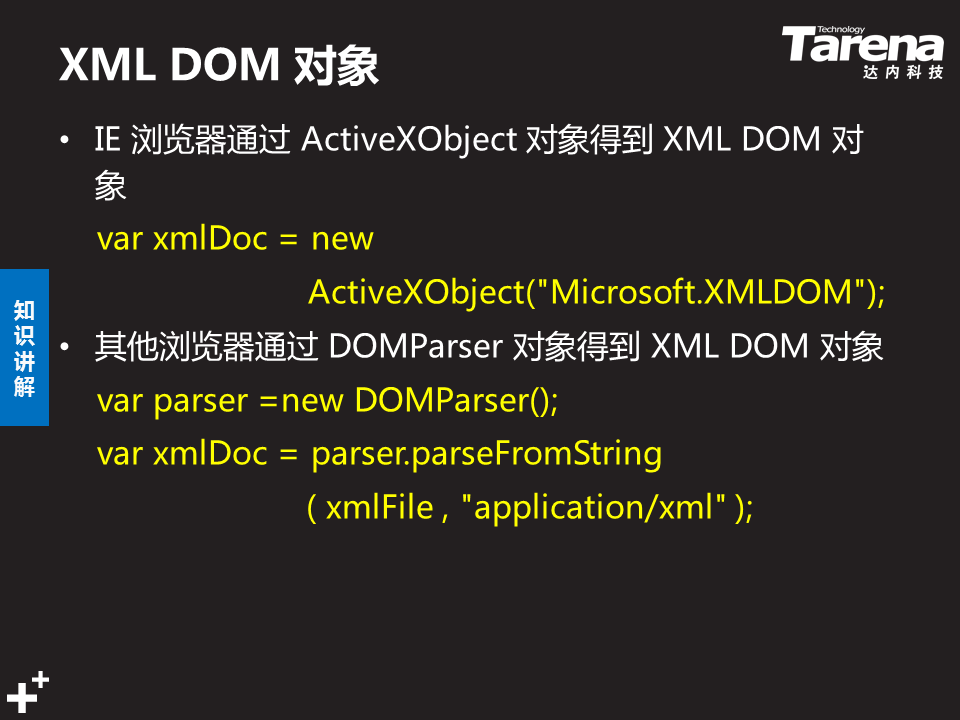 XML DOM 对象
Technology
Tarena
达内科技
• IE 浏览器通过 ActiveXObject 对象得到 XML DOM 对
象
var xmlDoc = new
ActiveXObject("Microsoft.XMLDOM");
知
识
讲
解
• 其他浏览器通过 DOMParser 对象得到 XML DOM 对象
var parser =new DOMParser();
var xmlDoc = parser.parseFromString
( xmlFile , "application/xml" );